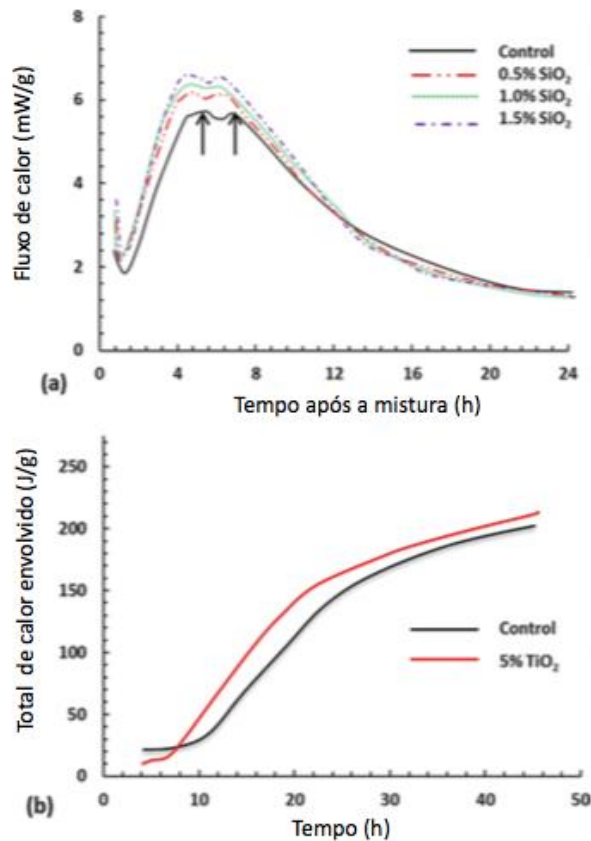 8
6
4
2
0
Fluxo de calor (mW/g)
Control
0.5% SiO₂
1.0% SiO₂
1.5% SiO₂
(a)
0 4 8 12 16 20 24
Tempo após a mistura (h)
250
200
150
100
50
0
Total de calor envolvido (J/g)
Control
5% TiO₂
(b)
0 10 20 30 40 50
Tempo (h)